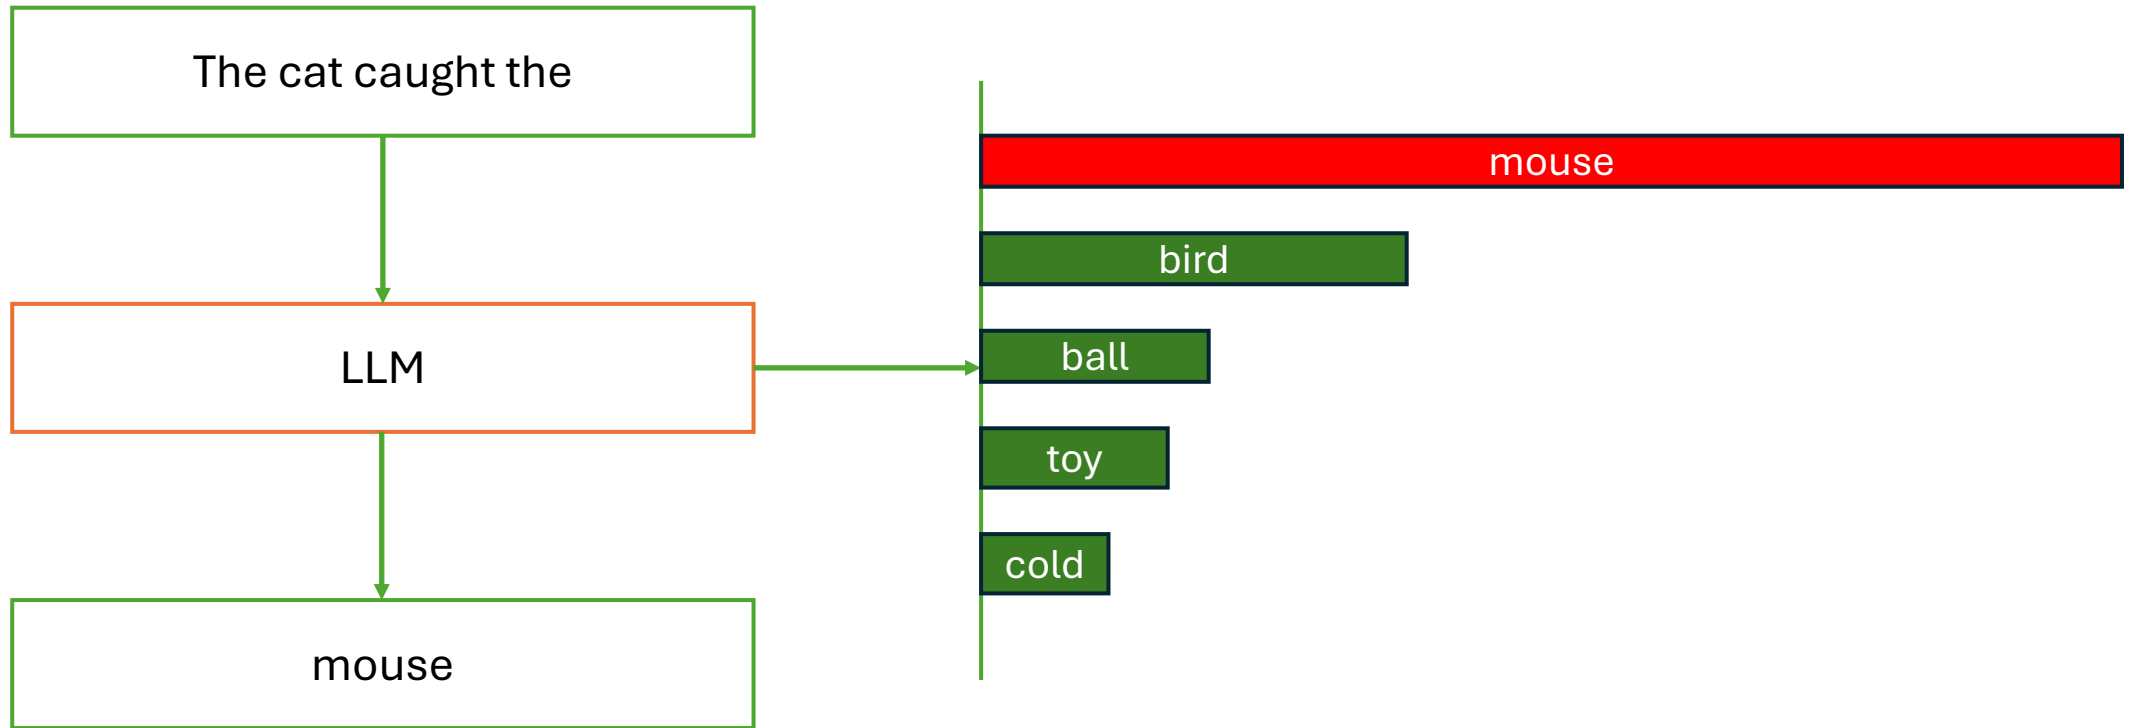 The cat caught the
LLM
mouse
mouse
bird
ball
toy
cold